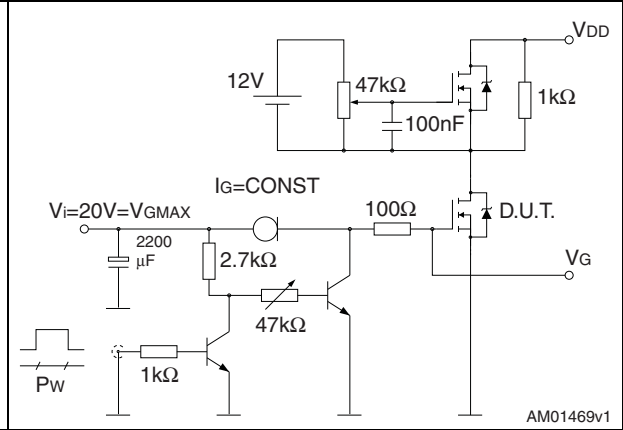 VDD
12V
47kΩ
1kΩ
100nF
IG=CONST
Vi=20V=VGMAX
100Ω
D.U.T.
2200
μF
2.7kΩ
VG
47kΩ
1kΩ
PW
AM01469v1